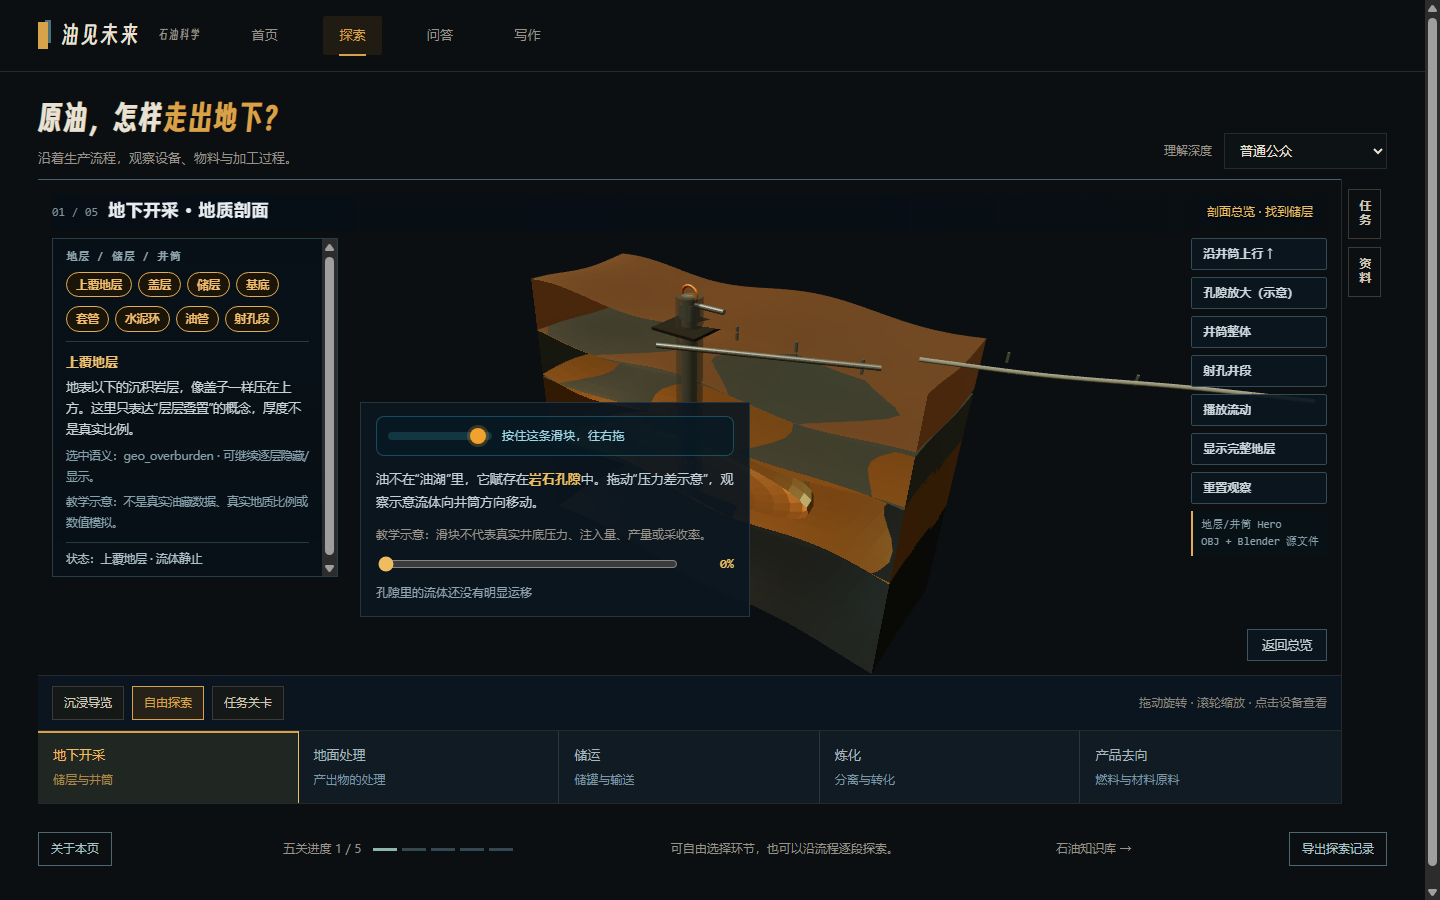 油见未来
石油科学
首页
探索
问答
写作
原油，怎样走出地下？
沿着生产流程，观察设备、物料与加工过程。
理解深度
普通公众
01 / 05 地下开采 • 地质剖面
剖面总览 · 找到储层
任务
资料
地层 / 储层 / 井筒
上覆地层
盖层
储层
基底
套管
水泥环
油管
射孔段
上覆地层
地表以下的沉积岩层，像盖子一样压在上
方。这里只表达“层层叠置”的概念，厚度不
是真实比例。
选中语义：geo_overburden · 可继续逐层隐藏/
显示。
教学示意：不是真实油藏数据、真实地质比例或
数值模拟。
状态：上覆地层 · 流体静止
按住这条滑块，往右拖
油不在“油湖”里，它赋存在岩石孔隙中。拖动“压力差示意”，观
察示意流体向井筒方向移动。
教学示意：滑块不代表真实井底压力、注入量、产量或采收率。
0%
孔隙里的流体还没有明显运移
沿井筒上行 ↑
孔隙放大（示意）
井筒整体
射孔井段
播放流动
显示完整地层
重置观察
地层/井筒 Hero
OBJ + Blender 源文件
返回总览
沉浸导览
自由探索
任务关卡
拖动旋转 · 滚轮缩放 · 点击设备查看
地下开采
储层与井筒
地面处理
产出物的处理
储运
储罐与输送
炼化
分离与转化
产品去向
燃料与材料原料
关于本页
五关进度 1 / 5
可自由选择环节，也可以沿流程逐段探索。
石油知识库 →
导出探索记录